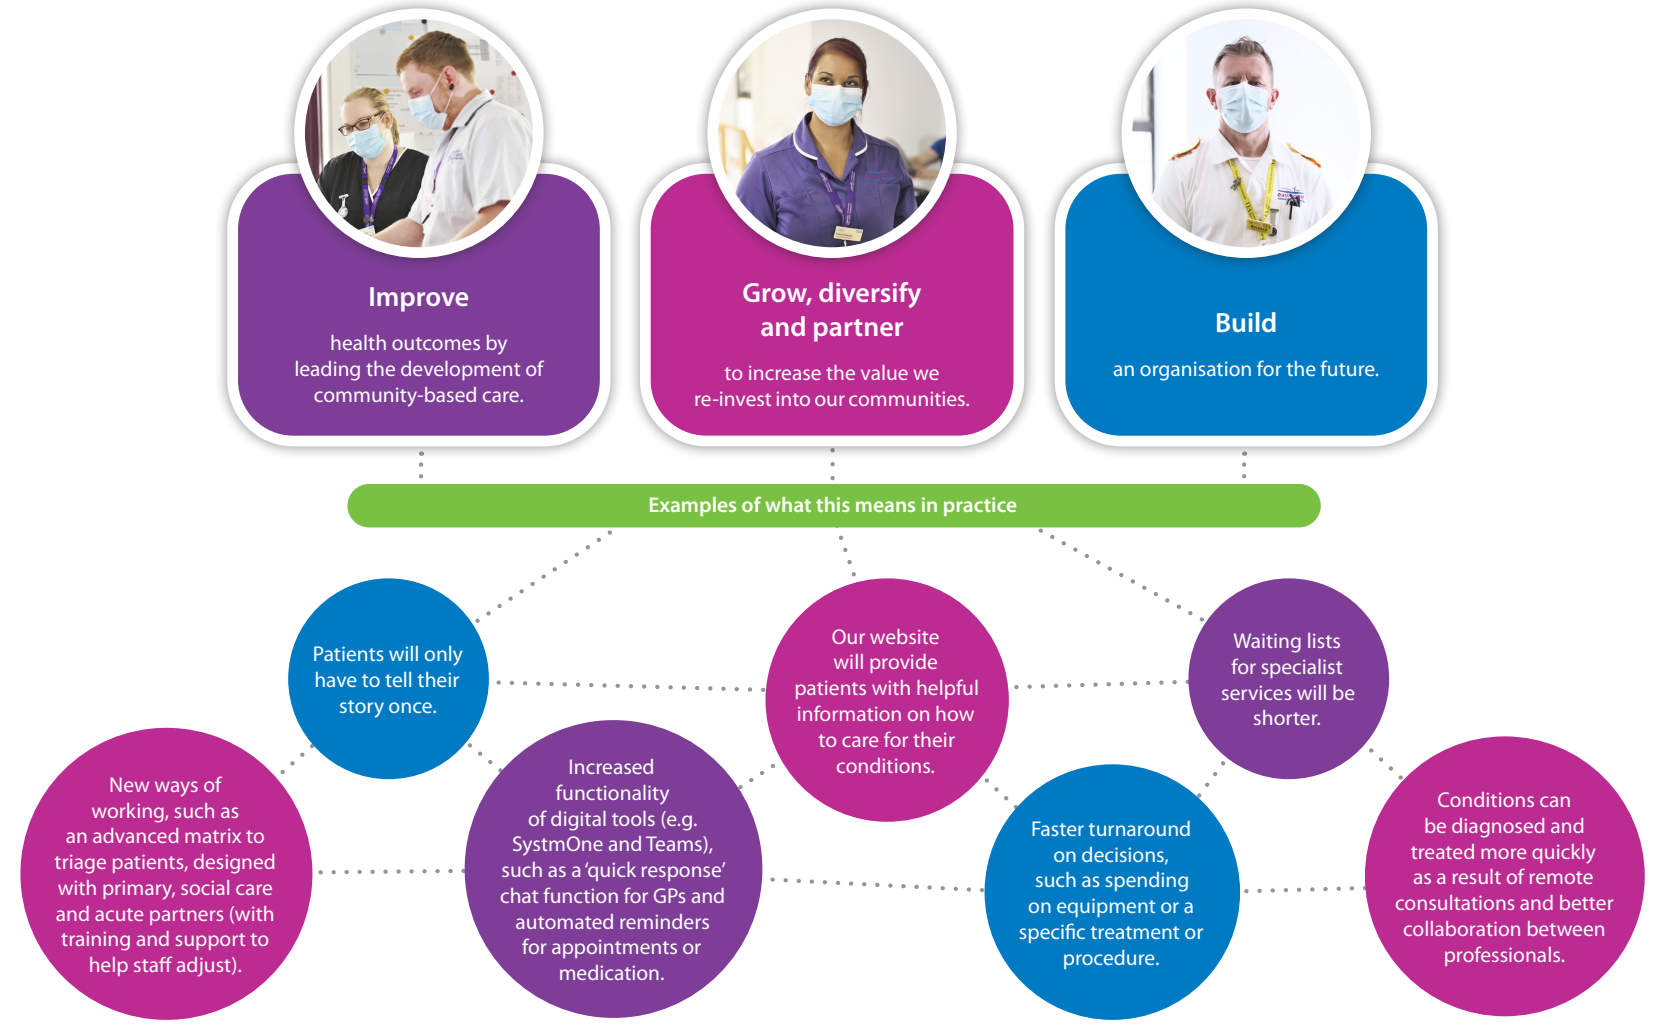 Improve
health outcomes by
leading the development of
community-based care.
Grow, diversify
and partner
to increase the value we
re-invest into our communities.
Build
an organisation for the future.
Examples of what this means in practice
Patients will only
have to tell their
story once.
Our website
will provide
patients with helpful
information on how
to care for their
conditions.
Waiting lists
for specialist
services will be
shorter.
New ways of
working, such as
an advanced matrix to
triage patients, designed
with primary, social care
and acute partners (with
training and support to
help staff adjust).
Increased
functionality
of digital tools (e.g.
SystmOne and Teams),
such as a ‘quick response’
chat function for GPs and
automated reminders
for appointments or
medication.
Faster turnaround
on decisions,
such as spending
on equipment or a
specific treatment or
procedure.
Conditions can
be diagnosed and
treated more quickly
as a result of remote
consultations and better
collaboration between
professionals.